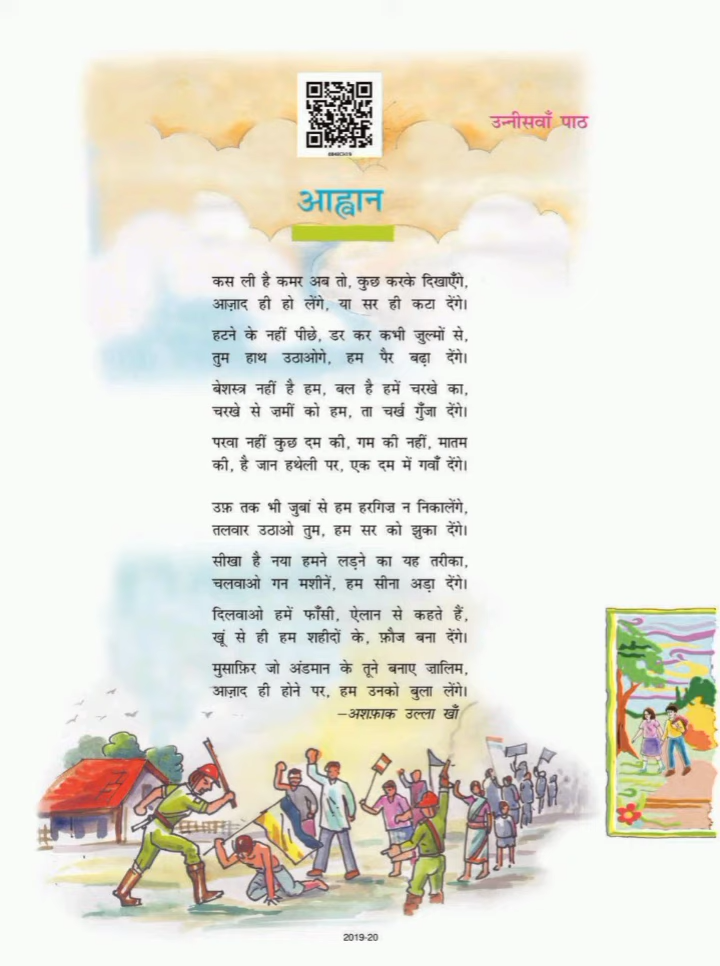 उन्नीसवाँ पाठ
आह्वान
कस ली है कमर अब तो, कुछ करके दिखाएँगे,
आज़ाद ही हो लेंगे, या सर ही कटा देंगे।
हटने के नहीं पीछे, डर कर कभी ज़ुल्मों से,
तुम हाथ उठाओगे, हम पैर बढ़ा देंगे।
बेशस्त्र नहीं है हम, बल है हमें चरखे का,
चरखे से ज़मीं को हम, ता चर्ख गुँजा देंगे।
परवा नहीं कुछ दम की, गम की नहीं, मातम
की, है जान हथेली पर, एक दम में गवाँ देंगे।
उफ़ तक भी जुबां से हम हरगिज़ न निकालेंगे,
तलवार उठाओ तुम, हम सर को झुका देंगे।
सीखा है नया हमने लड़ने का यह तरीका,
चलवाओ गन मशीनें, हम सीना अड़ा देंगे।
दिलवाओ हमें फाँसी, ऐलान से कहते हैं,
खूं से ही हम शहीदों के, फ़ौज बना देंगे।
मुसाफ़िर जो अंडमान के तूने बनाए ज़ालिम,
आज़ाद ही होने पर, हम उनको बुला लेंगे।
–अशफ़ाक उल्ला खाँ
2019-20